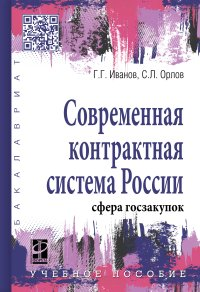 Г.Г. Иванов, С.Л. Орлов
БАКАЛАВРИАТ
Современная
контрактная
система России
сфера госзакупок
УЧЕБНОЕ ПОСОБИЕ